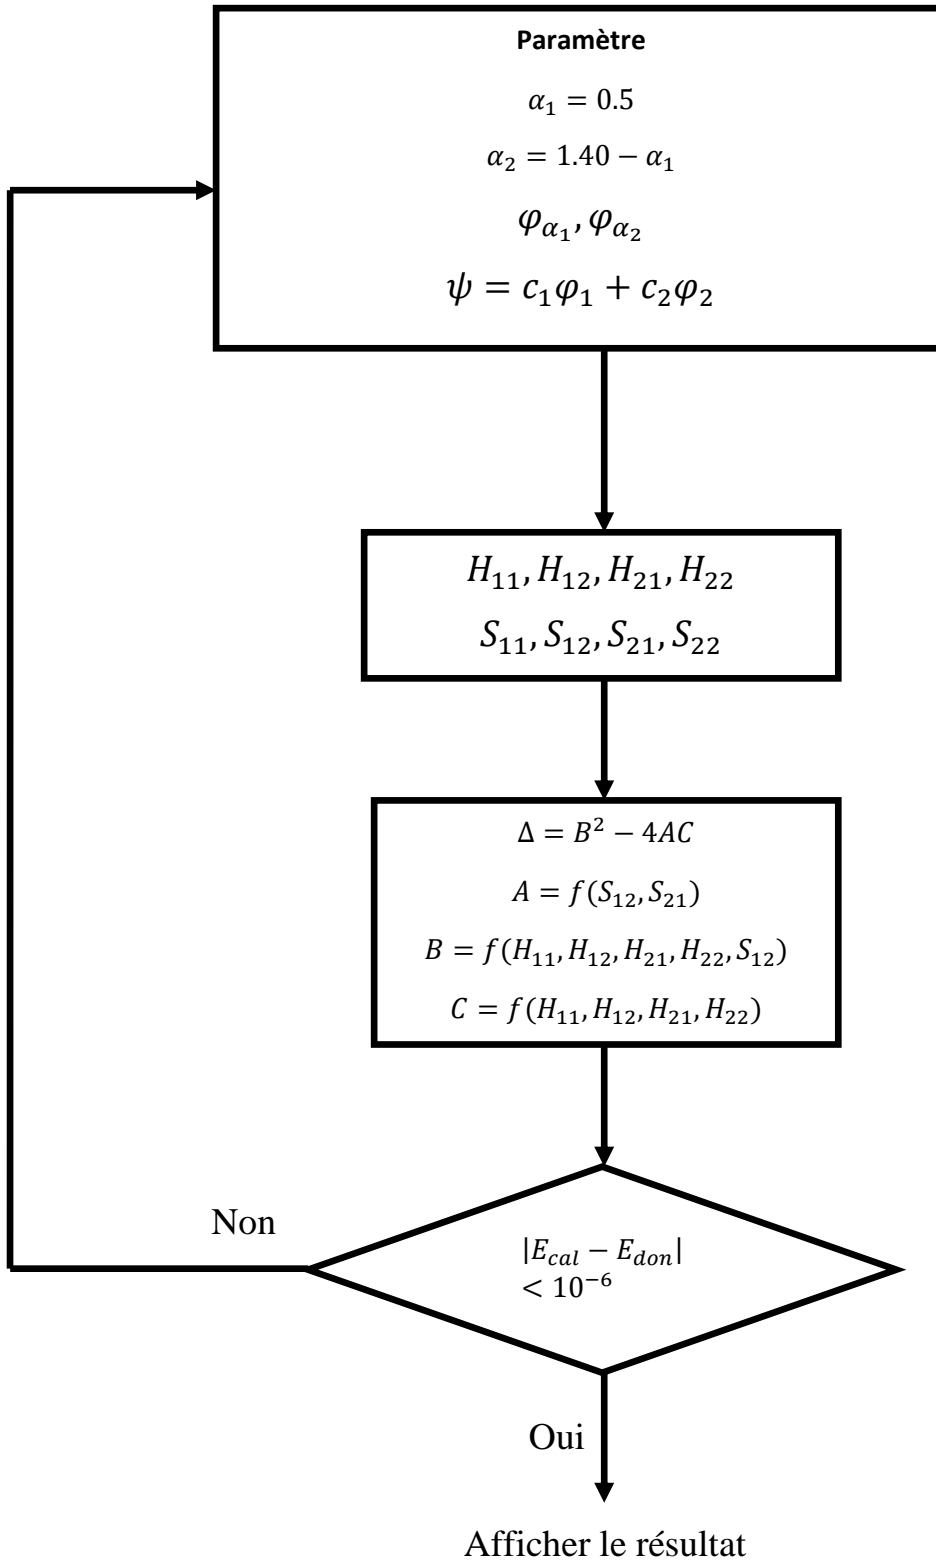 Paramètre
α₁ = 0.5
α₂ = 1.40 − α₁
φ_α₁, φ_α₂
ψ = c₁φ₁ + c₂φ₂
H₁₁, H₁₂, H₂₁, H₂₂
S₁₁, S₁₂, S₂₁, S₂₂
Δ = B² − 4AC
A = f(S₁₂, S₂₁)
B = f(H₁₁, H₁₂, H₂₁, H₂₂, S₁₂)
C = f(H₁₁, H₁₂, H₂₁, H₂₂)
Non
|E_cal − E_don|
< 10⁻⁶
Oui
Afficher le résultat